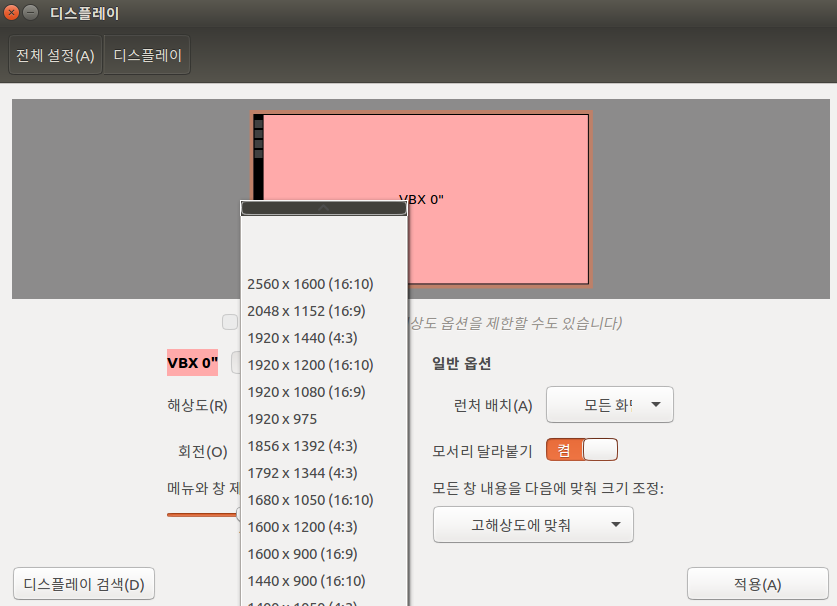 디스플레이
전체 설정(A) 디스플레이
VBX 0"
2560 x 1600 (16:10)
2048 x 1152 (16:9)
1920 x 1440 (4:3)
1920 x 1200 (16:10)
1920 x 1080 (16:9)
1920 x 975
1856 x 1392 (4:3)
1792 x 1344 (4:3)
1680 x 1050 (16:10)
1600 x 1200 (4:3)
1600 x 900 (16:9)
1440 x 900 (16:10)
1400 x 1050 (4:3)
상도 옵션을 제한할 수도 있습니다)
VBX 0"
해상도(R)
회전(O)
메뉴와 창 제
일반 옵션
런처 배치(A) 모든 화
모서리 달라붙기 켬
모든 창 내용을 다음에 맞춰 크기 조정:
고해상도에 맞춰
디스플레이 검색(D)
적용(A)